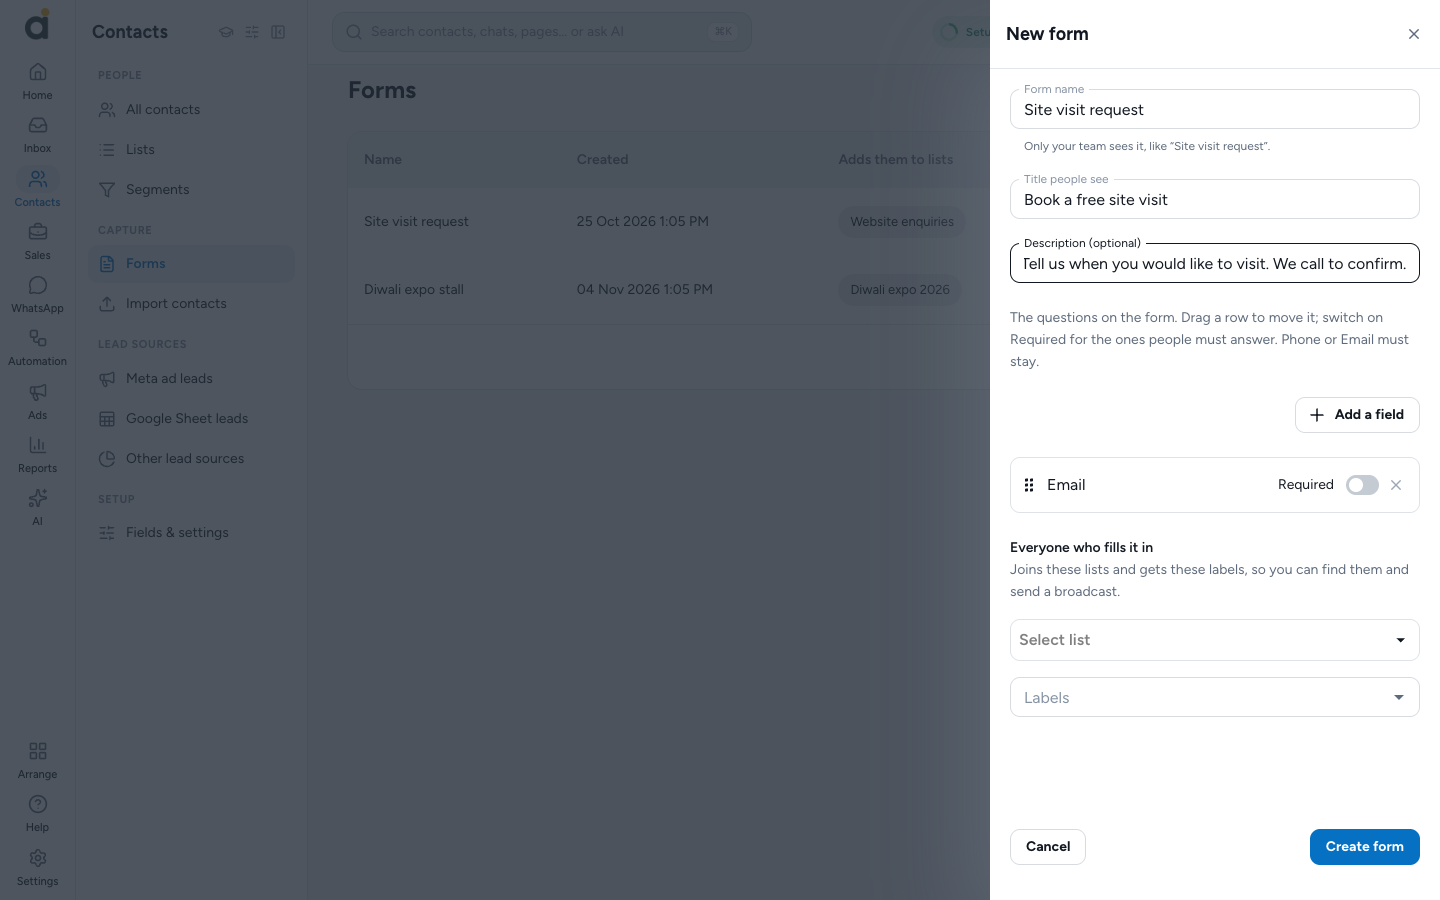 Home
Inbox
Contacts
Sales
WhatsApp
Automation
Ads
Reports
AI
Arrange
Help
Settings
Contacts
PEOPLE
All contacts
Lists
Segments
CAPTURE
Forms
Import contacts
LEAD SOURCES
Meta ad leads
Google Sheet leads
Other lead sources
SETUP
Fields & settings
Search contacts, chats, pages... or ask AI
⌘K
Forms
Name Created Adds them to lists
Site visit request 25 Oct 2026 1:05 PM Website enquiries
Diwali expo stall 04 Nov 2026 1:05 PM Diwali expo 2026
New form
Form name
Site visit request
Only your team sees it, like “Site visit request”.
Title people see
Book a free site visit
Description (optional)
Tell us when you would like to visit. We call to confirm.
The questions on the form. Drag a row to move it; switch on
Required for the ones people must answer. Phone or Email must
stay.
Add a field
Email Required
Everyone who fills it in
Joins these lists and gets these labels, so you can find them and
send a broadcast.
Select list
Labels
Cancel
Create form